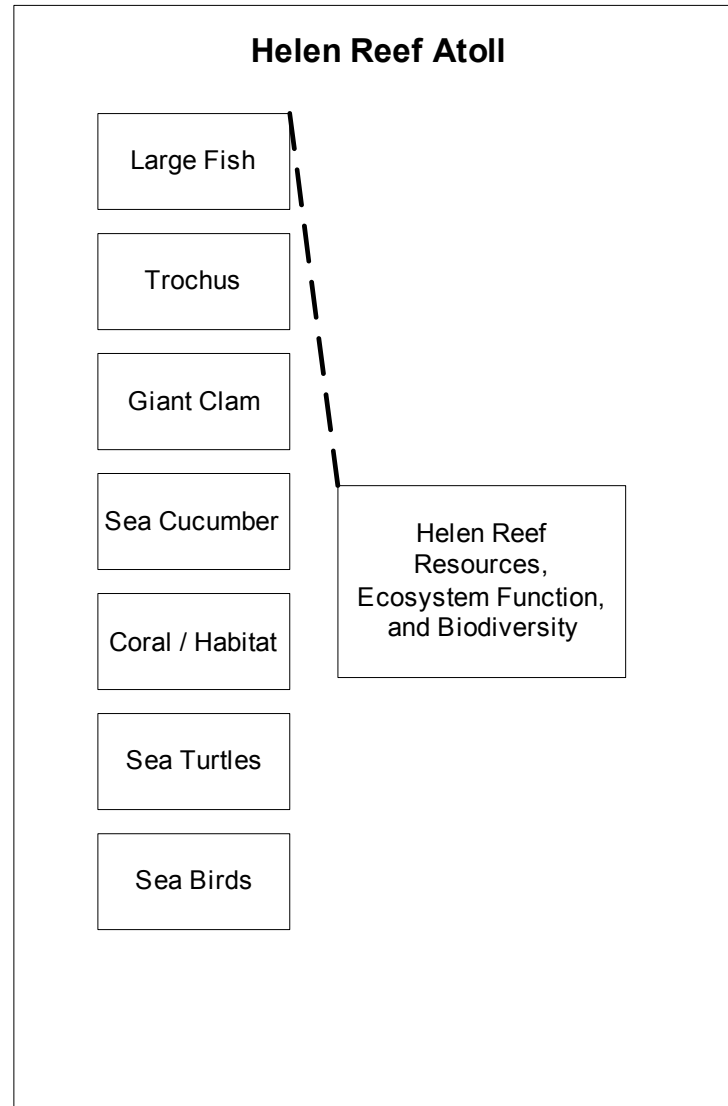 Helen Reef Atoll
Large Fish
Trochus
Giant Clam
Sea Cucumber
Helen Reef
Resources,
Ecosystem Function,
and Biodiversity
Coral / Habitat
Sea Turtles
Sea Birds